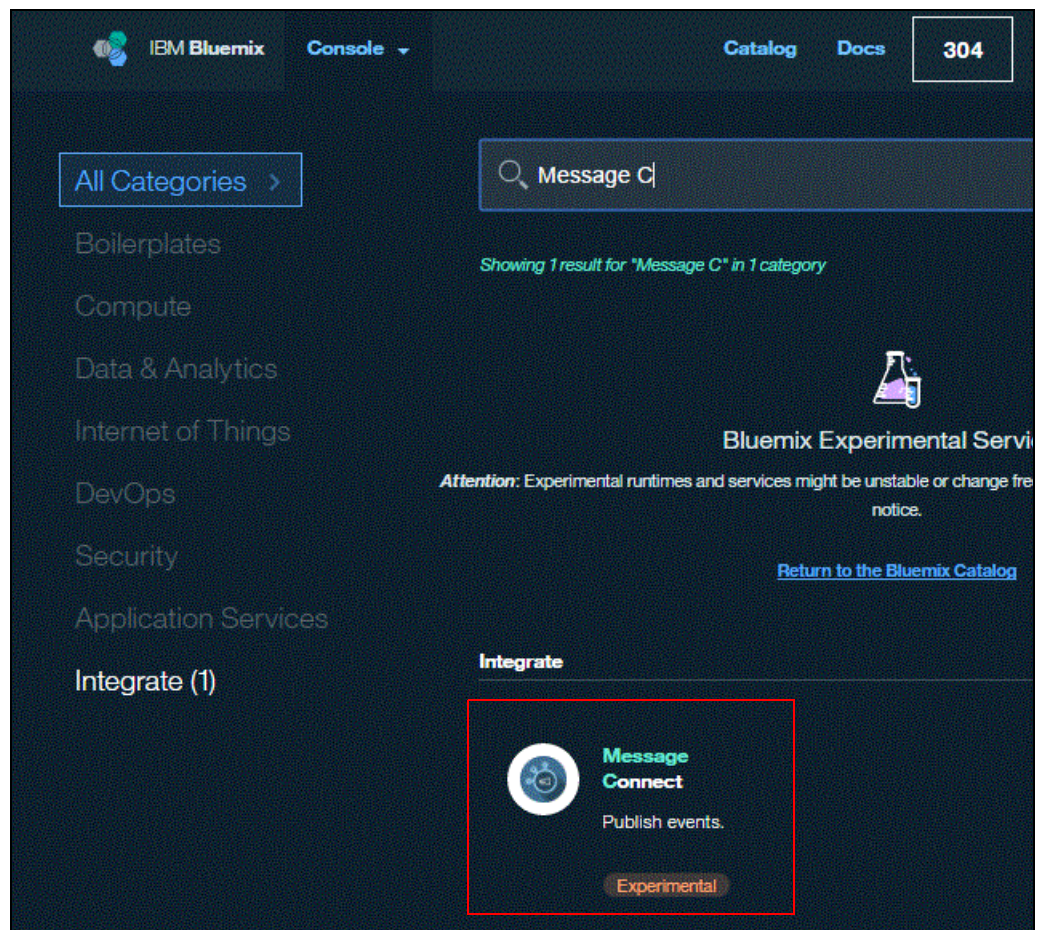 IBM Bluemix Console Catalog Docs 304
All Categories >
Boilerplates
Compute
Data & Analytics
Internet of Things
DevOps
Security
Application Services
Integrate (1)
Message C
Showing 1 result for "Message C" in 1 category
Bluemix Experimental Servi
Attention: Experimental runtimes and services might be unstable or change fre
notice.
Return to the Bluemix Catalog
Integrate
Message
Connect
Publish events.
Experimental